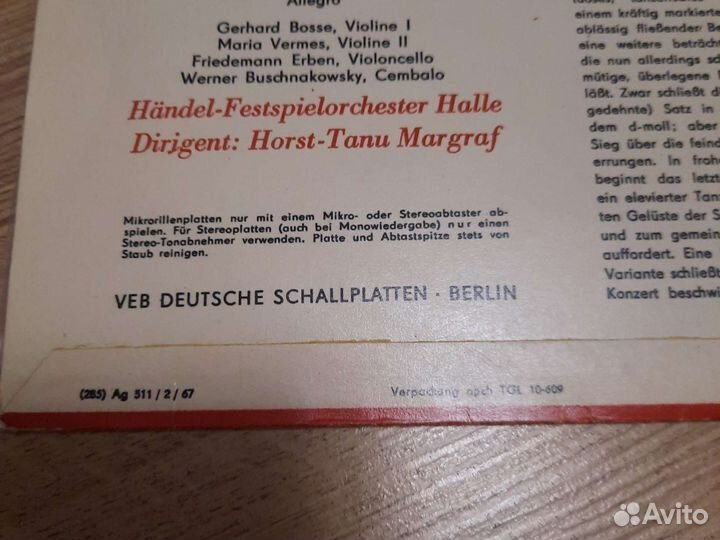 Allegro
Gerhard Bosse, Violine I
Maria Vermes, Violine II
Friedemann Erben, Violoncello
Werner Buschnakowsky, Cembalo
Händel-Festspielorchester Halle
Dirigent: Horst-Tanu Margraf
Mikrorillenplatten nur mit einem Mikro- oder Stereoabtaster ab-
spielen. Für Stereoplatten (auch bei Monowiedergabe) nur einen
Stereo-Tonabnehmer verwenden. Platte und Abtastspitze stets von
Staub reinigen.
VEB DEUTSCHE SCHALLPLATTEN · BERLIN
(285) Ag 511/2/67
Verpackung nach TGL 10-609
einem kräftig markierte
ablässig fließender Be
eine weitere beträch
die nun allerdings sc
mütige, überlegene
läßt. Zwar schließt d
gedehnte) Satz in
dem d-moll; aber
Sieg über die feind
errungen. In froh
beginnt das letzt
ein elevierter Tan
ten Gelüste der S
und zum gemein
auffordert. Eine
Variante schließt
Konzert beschwi
Avito